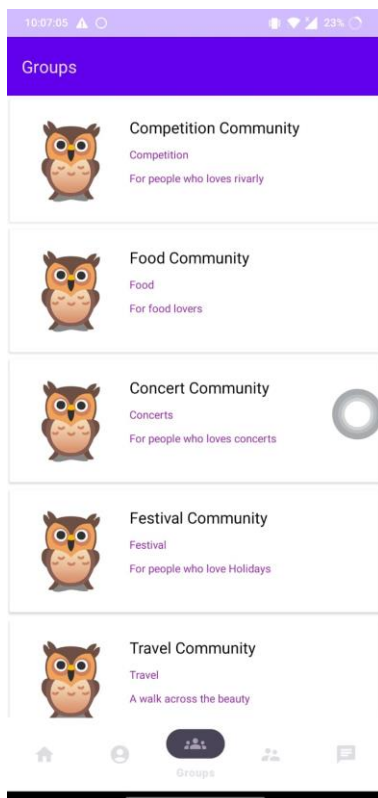 10:07:05
23%
Groups
Competition Community
Competition
For people who loves rivarly
Food Community
Food
For food lovers
Concert Community
Concerts
For people who loves concerts
Festival Community
Festival
For people who love Holidays
Travel Community
Travel
A walk across the beauty
Groups